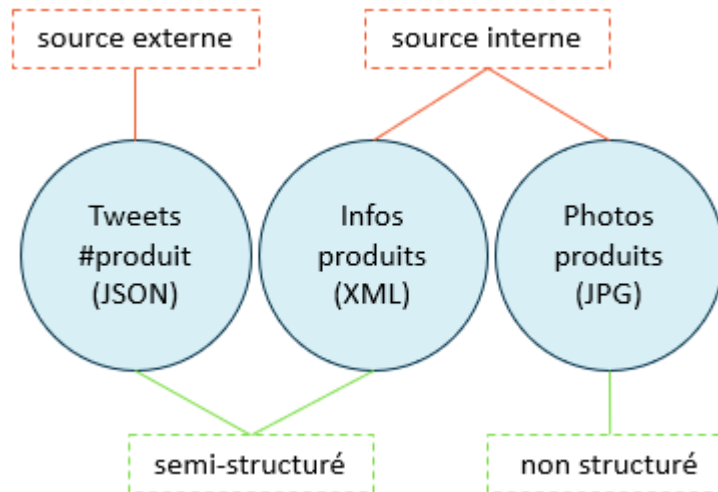 source externe
source interne
Tweets
#produit
(JSON)
Infos
produits
(XML)
Photos
produits
(JPG)
semi-structuré
non structuré